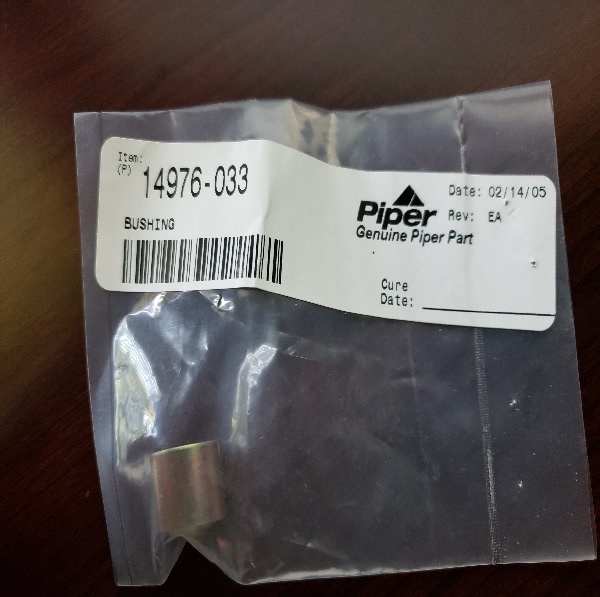 Item:
(P) 14976-033
BUSHING
Piper
Genuine Piper Part
Date: 02/14/05
Rev: EA
Cure
Date: